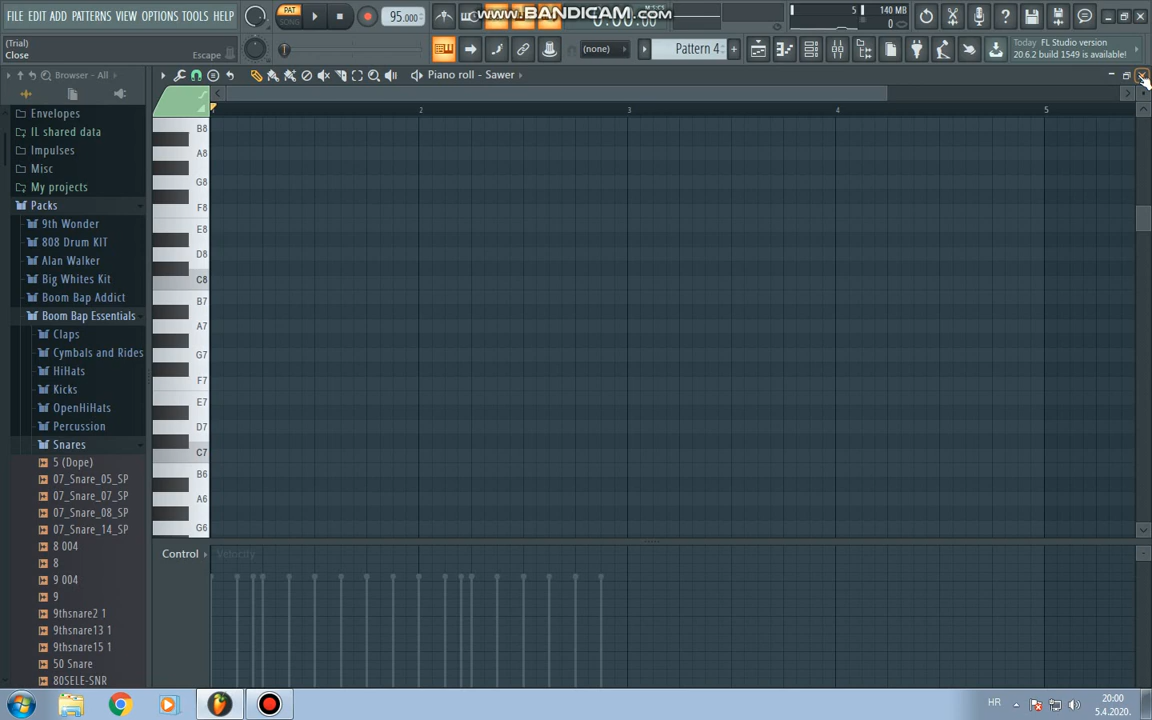 FILE EDIT ADD PATTERNS VIEW OPTIONS TOOLS HELP
PAT
SONG
95.000
www.BANDICAM.com
5
140 MB
0
(Trial)
Close
Escape
(none)
Pattern 4
+
Today FL Studio version
20.6.2 build 1549 is available!
Browser - All
Piano roll - Sawer
1 2 3 4 5
Envelopes
IL shared data
Impulses
Misc
My projects
Packs
9th Wonder
808 Drum KIT
Alan Walker
Big Whites Kit
Boom Bap Addict
Boom Bap Essentials
Claps
Cymbals and Rides
HiHats
Kicks
OpenHiHats
Percussion
Snares
5 (Dope)
07_Snare_05_SP
07_Snare_07_SP
07_Snare_08_SP
07_Snare_14_SP
8 004
8
9 004
9
9thsnare2 1
9thsnare13 1
9thsnare15 1
50 Snare
80SELE-SNR
B8
A8
G8
F8
E8
D8
C8
B7
A7
G7
F7
E7
D7
C7
B6
A6
G6
Control
Velocity
HR
20:00
5.4.2020.